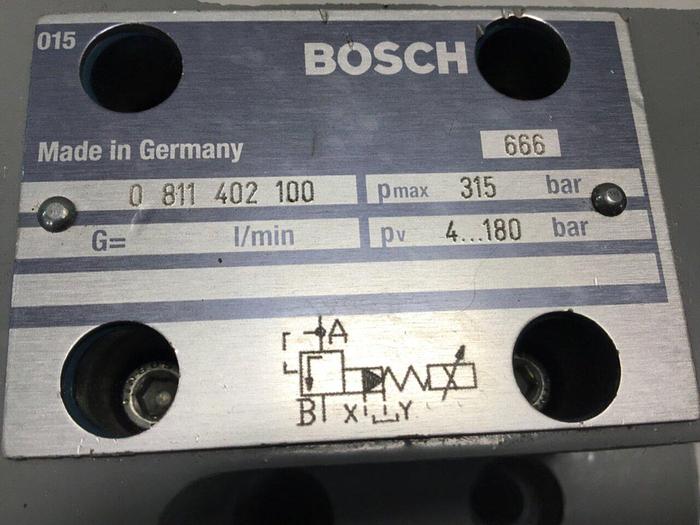 015
BOSCH
Made in Germany 666
0 811 402 100 pmax 315 bar
G= l/min pv 4...180 bar
A
B X Y